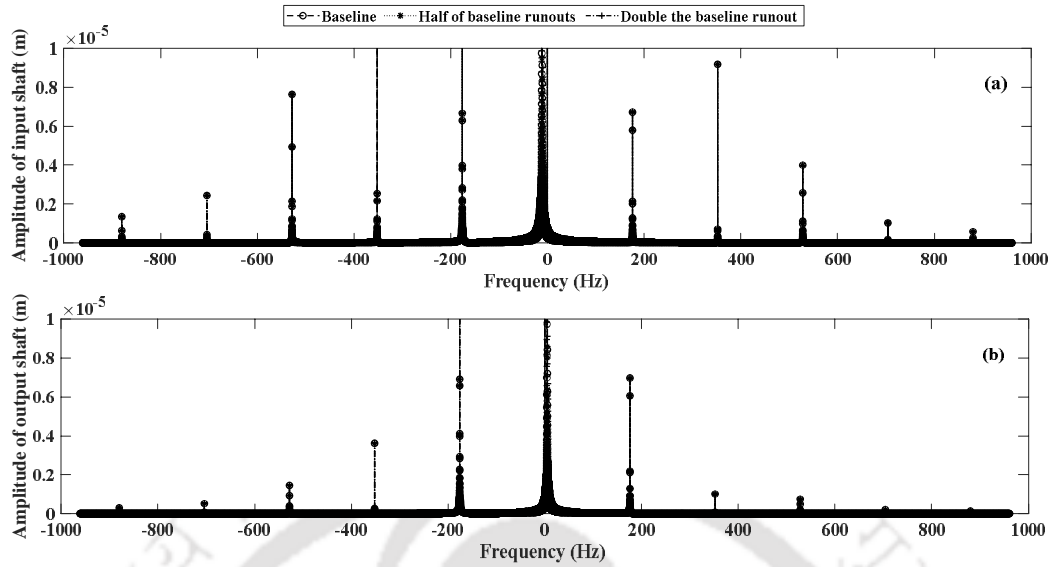 Baseline Half of baseline runouts Double the baseline runout
×10⁻⁵
Amplitude of input shaft (m)
1
0.8
0.6
0.4
0.2
0
(a)
-1000 -800 -600 -400 -200 0 200 400 600 800 1000
Frequency (Hz)
×10⁻⁵
Amplitude of output shaft (m)
1
0.8
0.6
0.4
0.2
0
(b)
-1000 -800 -600 -400 -200 0 200 400 600 800 1000
Frequency (Hz)